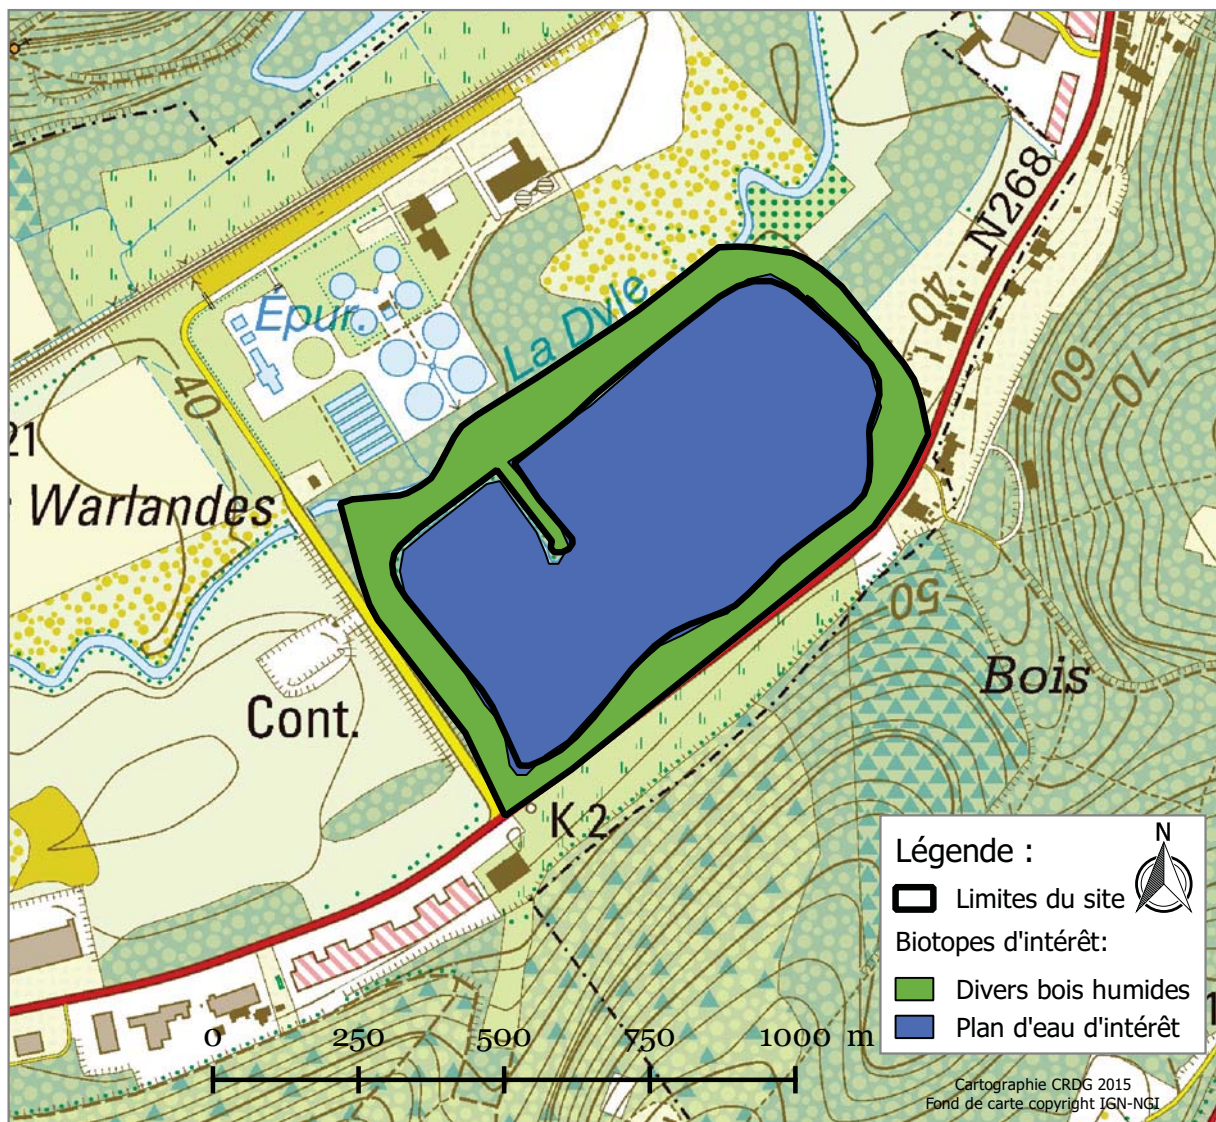 N268
40
60
70
La Dyle
Épur.
40
21
Warlandes
50
Bois
Cont.
K 2
Légende :
N
Limites du site
Biotopes d'intérêt:
Divers bois humides
Plan d'eau d'intérêt
0 250 500 750 1000 m
Cartographie CRDG 2015
Fond de carte copyright IGN-NGI